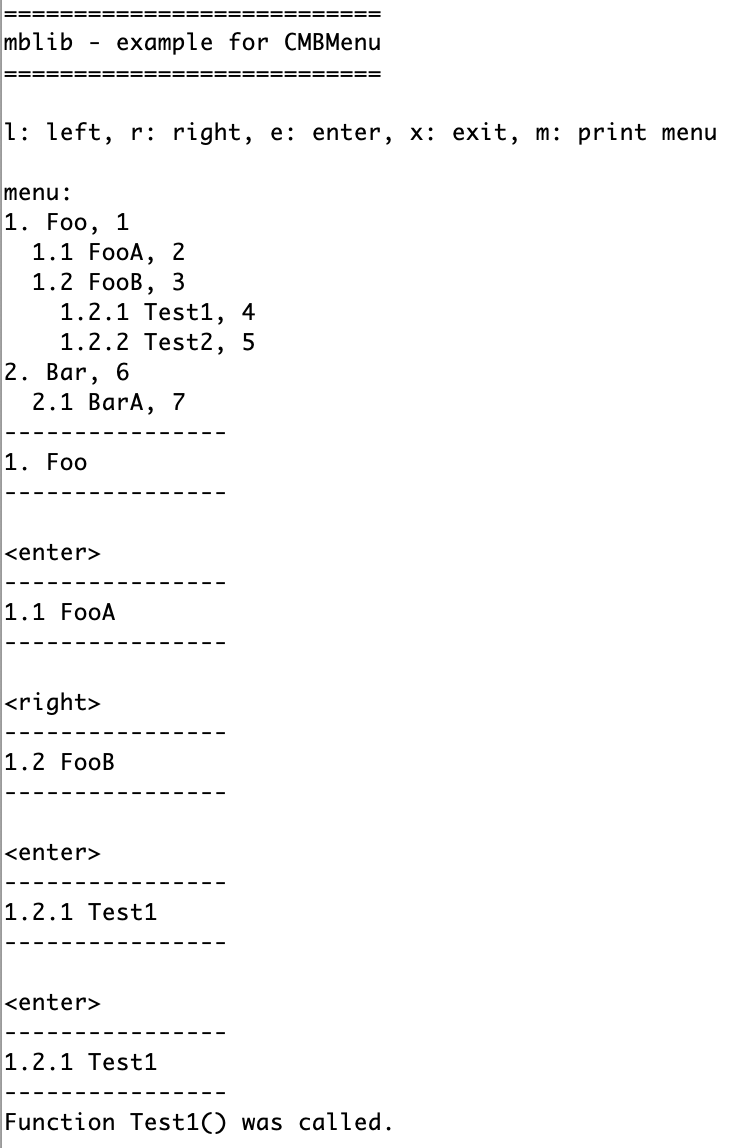 ===========================
mblib - example for CMBMenu
===========================
l: left, r: right, e: enter, x: exit, m: print menu
menu:
1. Foo, 1
  1.1 FooA, 2
  1.2 FooB, 3
    1.2.1 Test1, 4
    1.2.2 Test2, 5
2. Bar, 6
  2.1 BarA, 7
----------------
1. Foo
----------------
<enter>
----------------
1.1 FooA
----------------
<right>
----------------
1.2 FooB
----------------
<enter>
----------------
1.2.1 Test1
----------------
<enter>
----------------
1.2.1 Test1
----------------
Function Test1() was called.